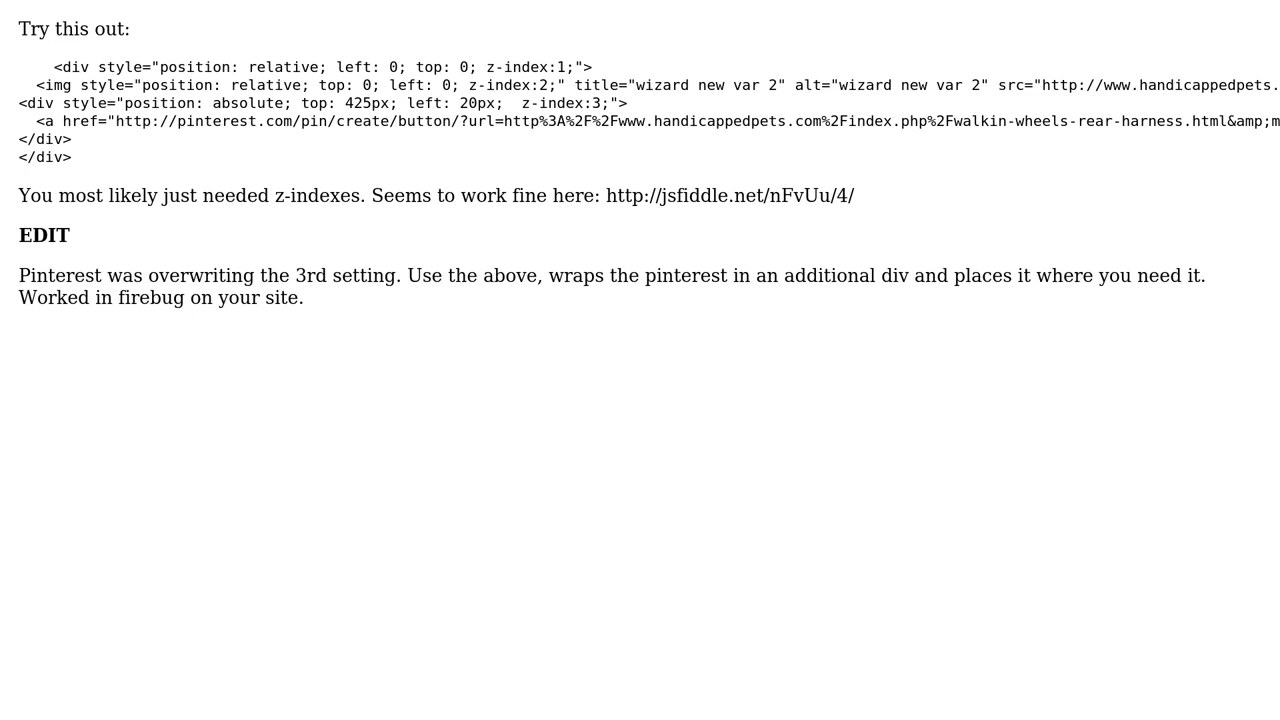 Try this out:
<div style="position: relative; left: 0; top: 0; z-index:1;">
<img style="position: relative; top: 0; left: 0; z-index:2;" title="wizard new var 2" alt="wizard new var 2" src="http://www.handicappedpets.
<div style="position: absolute; top: 425px; left: 20px;  z-index:3;">
<a href="http://pinterest.com/pin/create/button/?url=http%3A%2F%2Fwww.handicappedpets.com%2Findex.php%2Fwalkin-wheels-rear-harness.html&amp;m
</div>
</div>
You most likely just needed z-indexes. Seems to work fine here: http://jsfiddle.net/nFvUu/4/
EDIT
Pinterest was overwriting the 3rd setting. Use the above, wraps the pinterest in an additional div and places it where you need it.
Worked in firebug on your site.